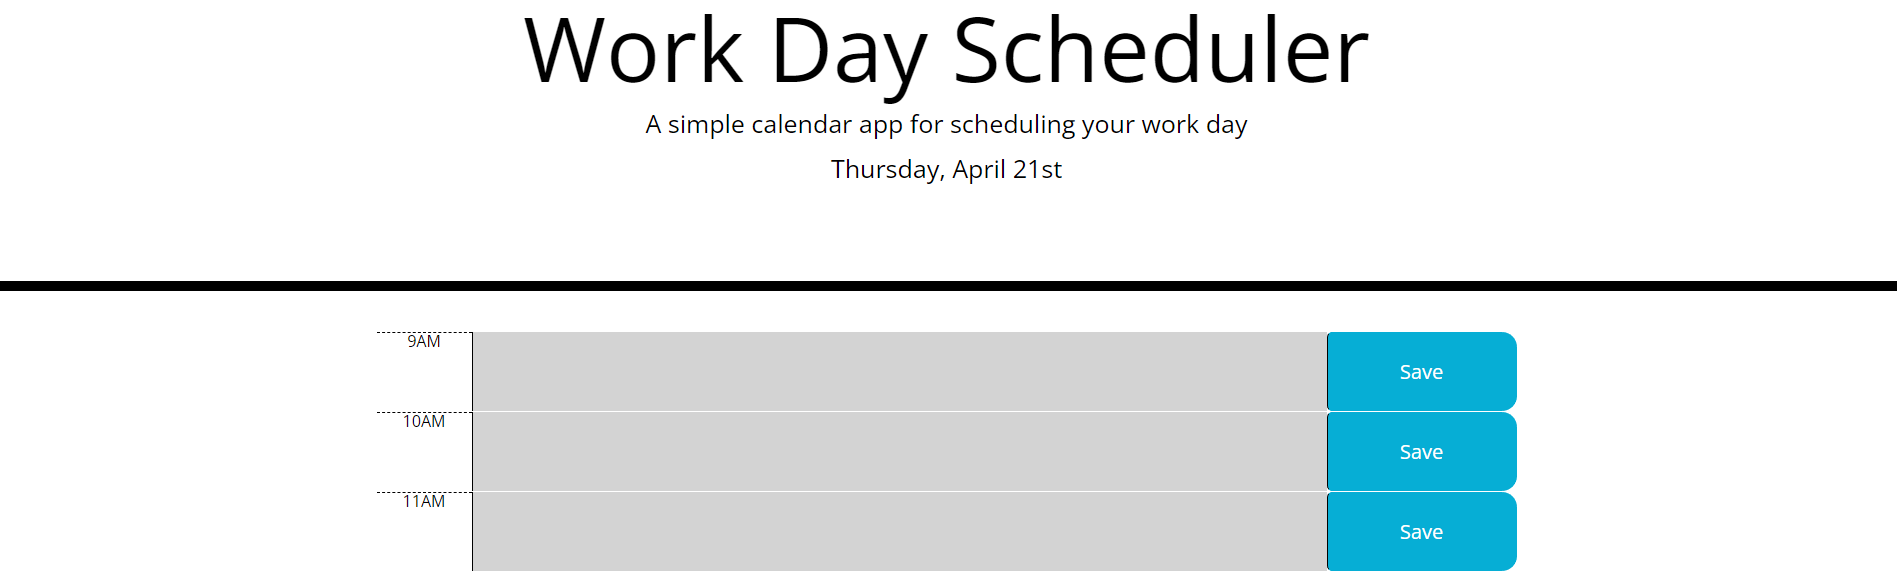 Work Day Scheduler
A simple calendar app for scheduling your work day
Thursday, April 21st
9AM
Save
10AM
Save
11AM
Save